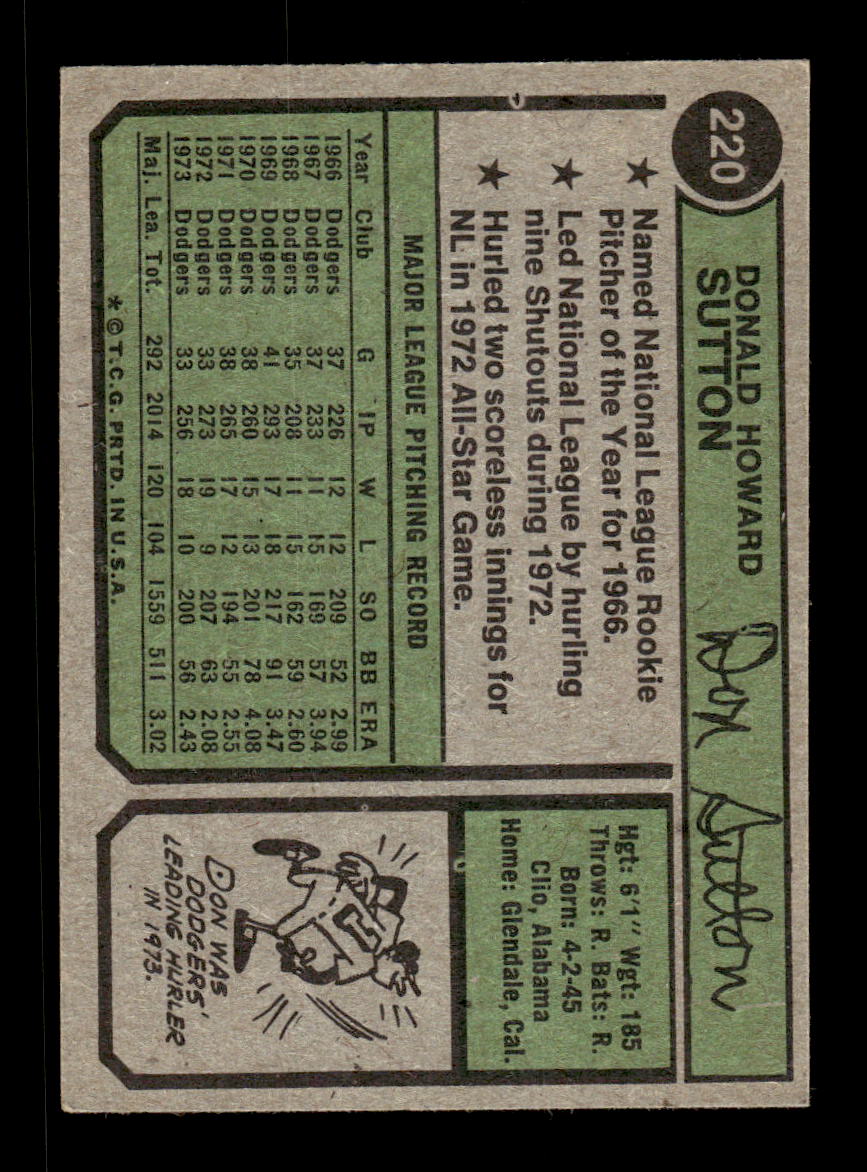 220
DONALD HOWARD
SUTTON
Don Sutton
★ Named National League Rookie
Pitcher of the Year for 1966.
★ Led National League by hurling
nine Shutouts during 1972.
★ Hurled two scoreless innings for
NL in 1972 All-Star Game.
MAJOR LEAGUE PITCHING RECORD
Year Club G IP W L SO BB ERA
1966 Dodgers 37 226 12 12 209 52 2.99
1967 Dodgers 37 233 11 15 169 57 3.94
1968 Dodgers 35 208 11 15 162 59 2.60
1969 Dodgers 41 293 17 18 217 91 3.47
1970 Dodgers 38 260 15 13 201 78 4.08
1971 Dodgers 38 265 17 12 194 55 2.55
1972 Dodgers 33 273 19 9 207 63 2.08
1973 Dodgers 33 256 18 10 200 56 2.43
Maj. Lea. Tot. 292 2014 120 104 1559 511 3.02
* © T.C.G. PRTD. IN U.S.A.
Hgt: 6'1" Wgt: 185
Throws: R. Bats: R.
Born: 4-2-45
Clio, Alabama
Home: Glendale, Cal.
DON WAS
DODGERS'
LEADING HURLER
IN 1973.